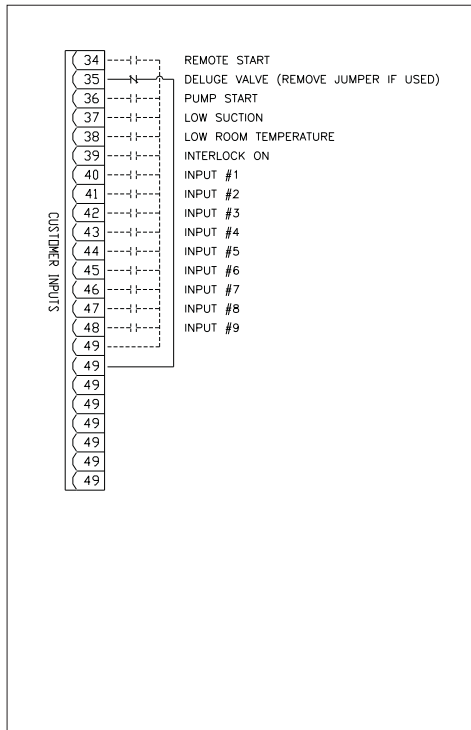 34 REMOTE START
35 DELUGE VALVE (REMOVE JUMPER IF USED)
36 PUMP START
37 LOW SUCTION
38 LOW ROOM TEMPERATURE
39 INTERLOCK ON
40 INPUT #1
41 INPUT #2
42 INPUT #3
43 INPUT #4
44 INPUT #5
45 INPUT #6
46 INPUT #7
47 INPUT #8
48 INPUT #9
49
49
49
49
49
49
49
49
CUSTOMER INPUTS